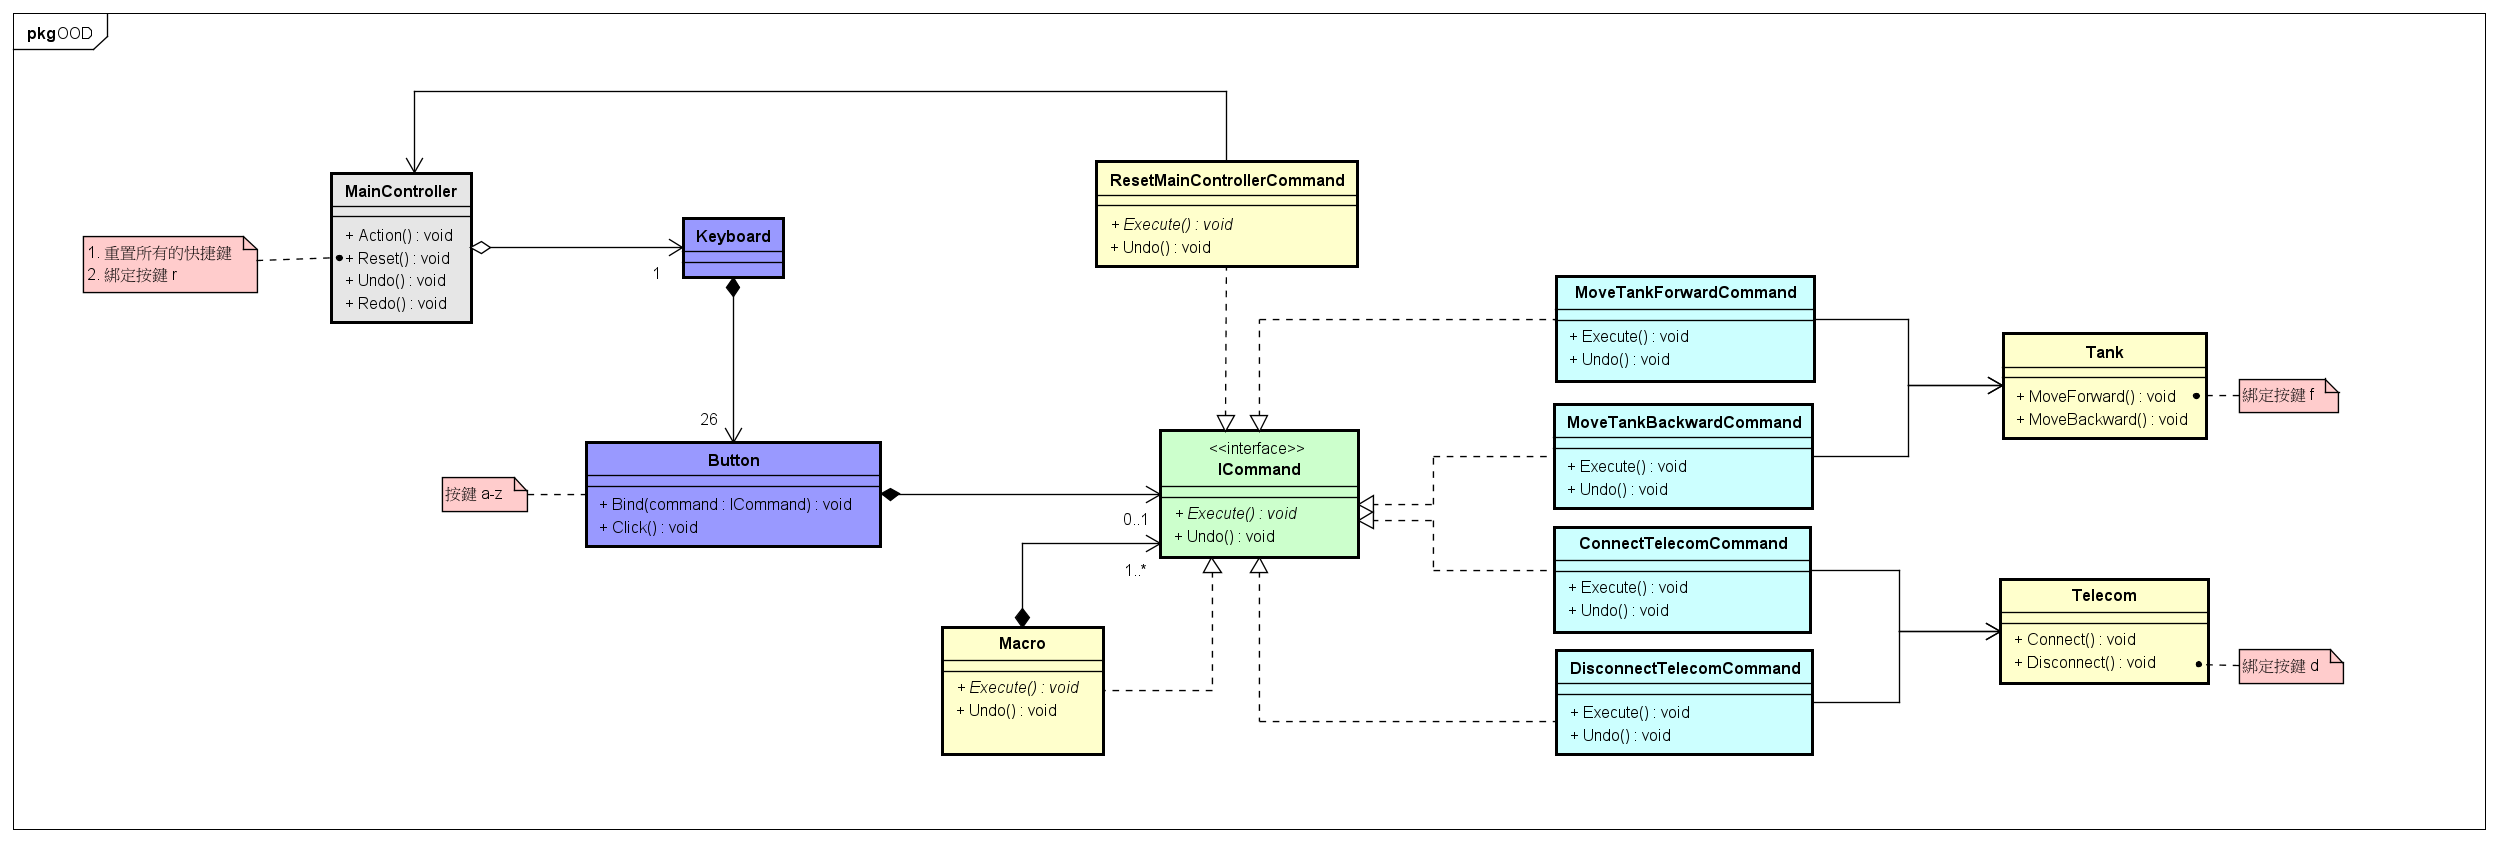 pkg OOD
MainController
+ Action() : void
+ Reset() : void
+ Undo() : void
+ Redo() : void
1. 重置所有的快捷鍵
2. 綁定按鍵 r
Keyboard
1
26
Button
+ Bind(command : ICommand) : void
+ Click() : void
按鍵 a-z
ResetMainControllerCommand
+ Execute() : void
+ Undo() : void
<<interface>>
ICommand
+ Execute() : void
+ Undo() : void
0..1
1..*
Macro
+ Execute() : void
+ Undo() : void
MoveTankForwardCommand
+ Execute() : void
+ Undo() : void
MoveTankBackwardCommand
+ Execute() : void
+ Undo() : void
ConnectTelecomCommand
+ Execute() : void
+ Undo() : void
DisconnectTelecomCommand
+ Execute() : void
+ Undo() : void
Tank
+ MoveForward() : void
+ MoveBackward() : void
綁定按鍵 f
Telecom
+ Connect() : void
+ Disconnect() : void
綁定按鍵 d